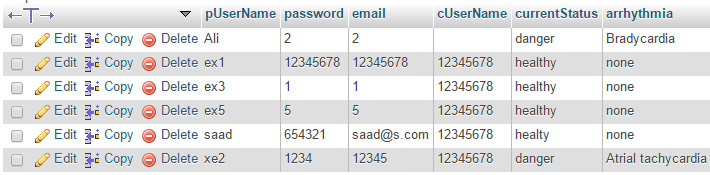 pUserName password email cUserName currentStatus arrhythmia
Edit Copy Delete Ali 2 2 danger Bradycardia
Edit Copy Delete ex1 12345678 12345678 12345678 healthy none
Edit Copy Delete ex3 1 1 12345678 healthy none
Edit Copy Delete ex5 5 5 12345678 healthy none
Edit Copy Delete saad 654321 saad@s.com 12345678 healty none
Edit Copy Delete xe2 1234 12345 12345678 danger Atrial tachycardia